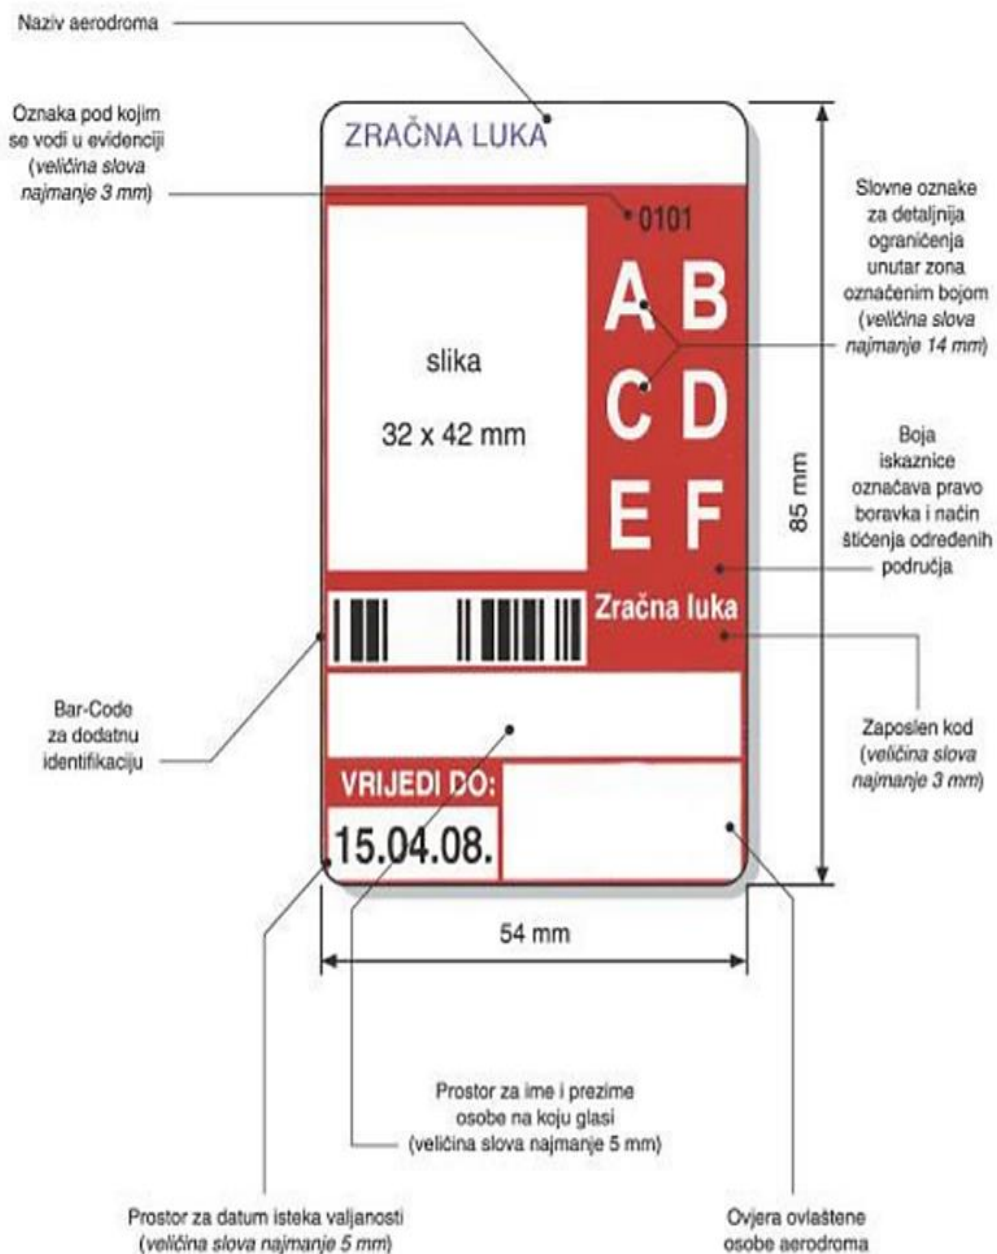 Naziv aerodroma
Oznaka pod kojim
se vodi u evidenciji
(veličina slova
najmanje 3 mm)
ZRAČNA LUKA
0101
A B
C D
E F
slika
32 x 42 mm
Zračna luka
VRIJEDI DO:
15.04.08.
Slovne oznake
za detaljnija
ograničenja
unutar zona
označenim bojom
(veličina slova
najmanje 14 mm)
Boja
iskaznice
označava pravo
boravka i način
štićenja određenih
područja
85 mm
Zaposlen kod
(veličina slova
najmanje 3 mm)
Bar-Code
za dodatnu
identifikaciju
54 mm
Prostor za ime i prezime
osobe na koju glasi
(veličina slova najmanje 5 mm)
Prostor za datum isteka valjanosti
(veličina slova najmanje 5 mm)
Ovjera ovlaštene
osobe aerodroma